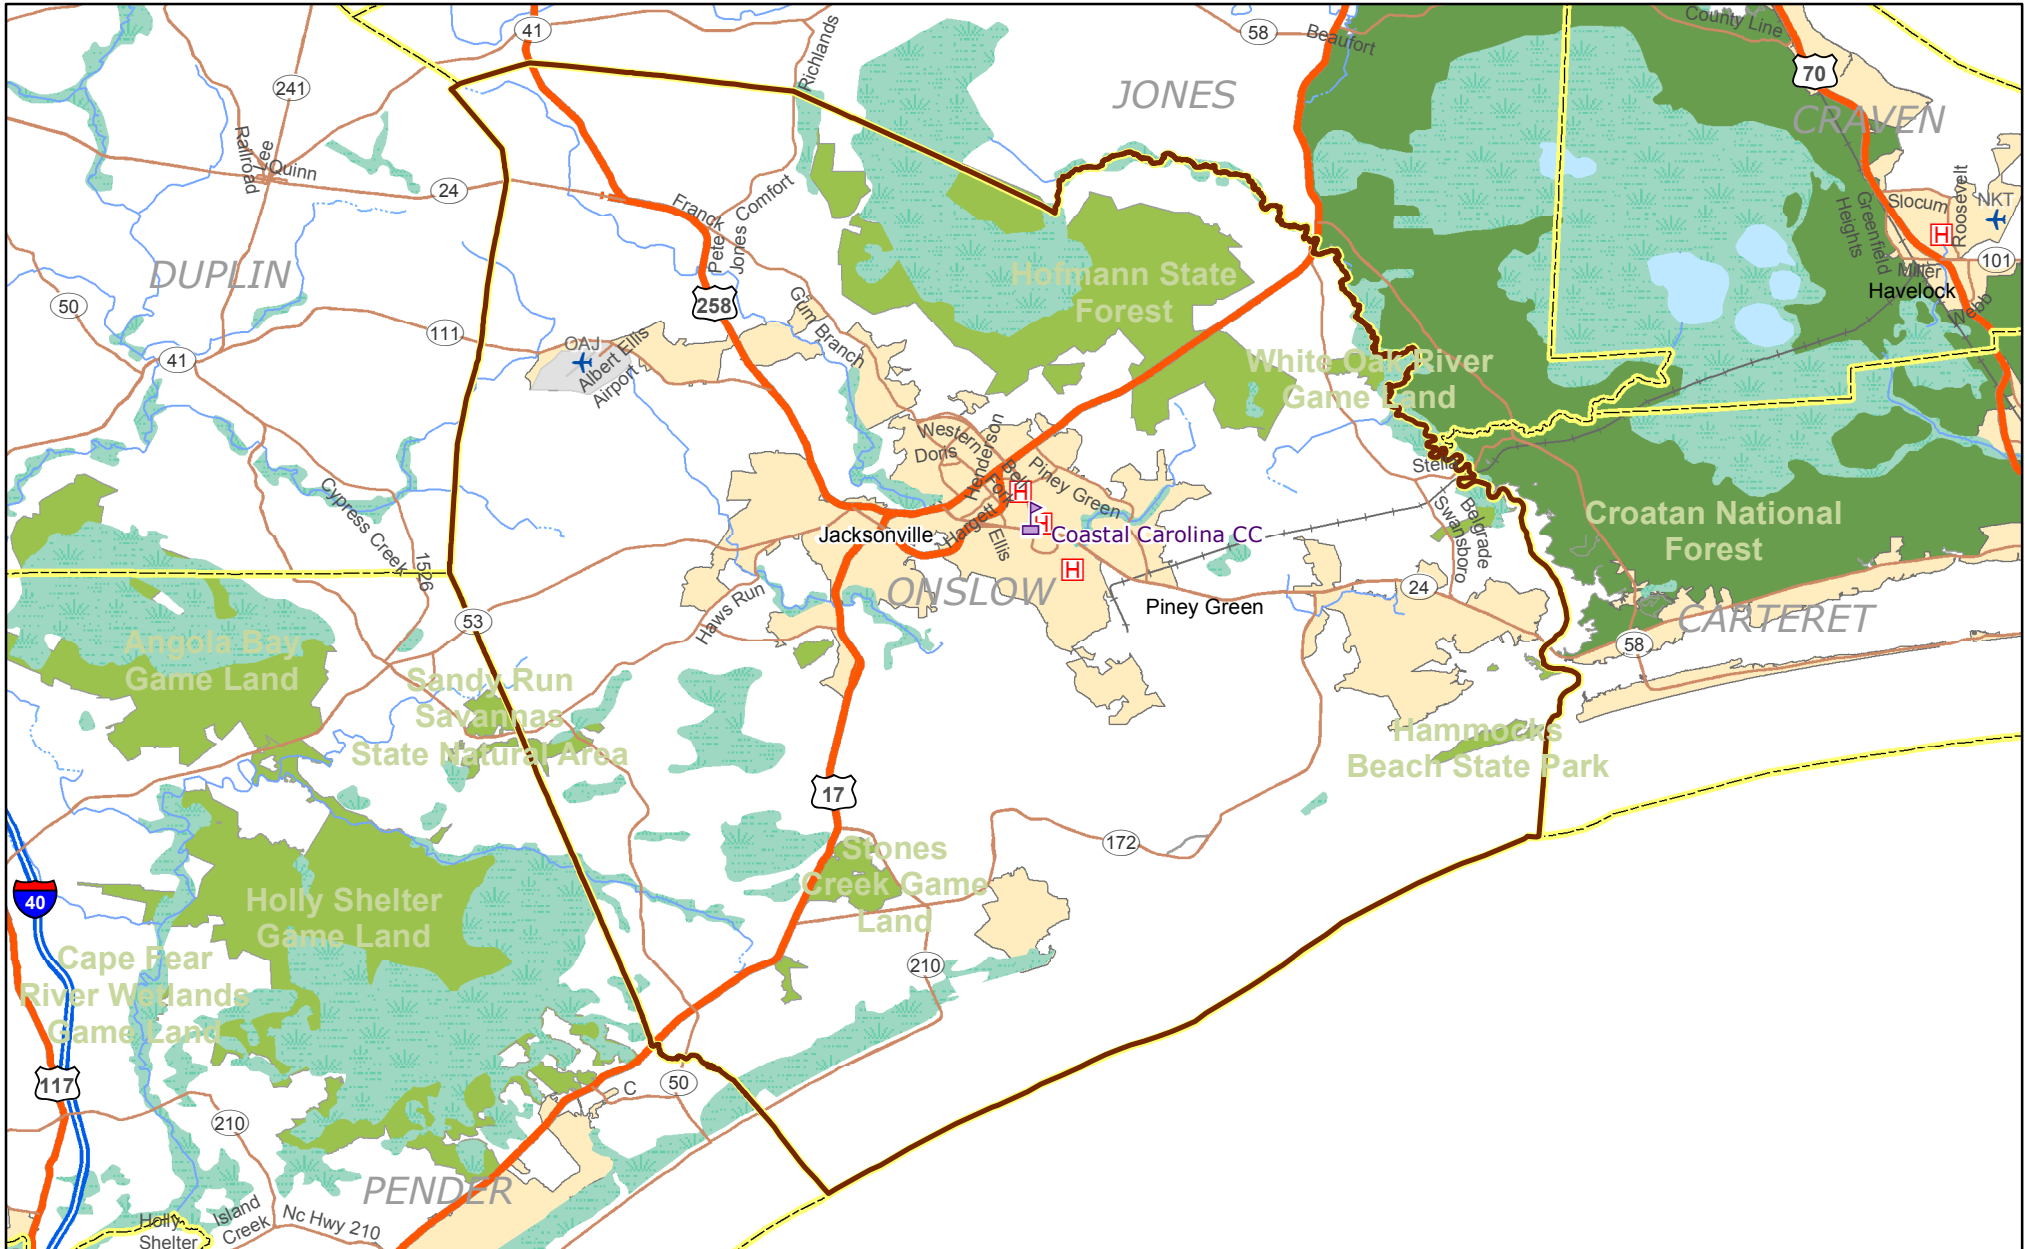 41
Richlands
58
Beaufort
County Line
70
JONES
CRAVEN
241
Railroad
Lee
Quinn
24
Franck
Pete
Jones Comfort
Slocum
Roosevelt
NKT
Greenfield
Heights
H
101
Miller
Havelock
Webb
DUPLIN
50
258
Gum Branch
Hofmann State
Forest
111
OAJ
Albert Ellis
Airport
41
White Oak River
Game Land
Western
Doris
Henderson
Bell
Fork
Piney Green
H
Stella
Cypress Creek
1526
Jacksonville
Hargett
Ellis
H
Coastal Carolina CC
Belgrade
Swansboro
Croatan National
Forest
H
ONSLOW
24
Piney Green
CARTERET
53
Haws Run
58
Angola Bay
Game Land
Sandy Run
Savannas
State Natural Area
Hammocks
Beach State Park
17
172
Stones
Creek Game
Land
40
Holly Shelter
Game Land
Cape Fear
River Wetlands
Game Land
210
117
50
C
210
PENDER
Holly
Shelter
Island
Creek
Nc Hwy 210